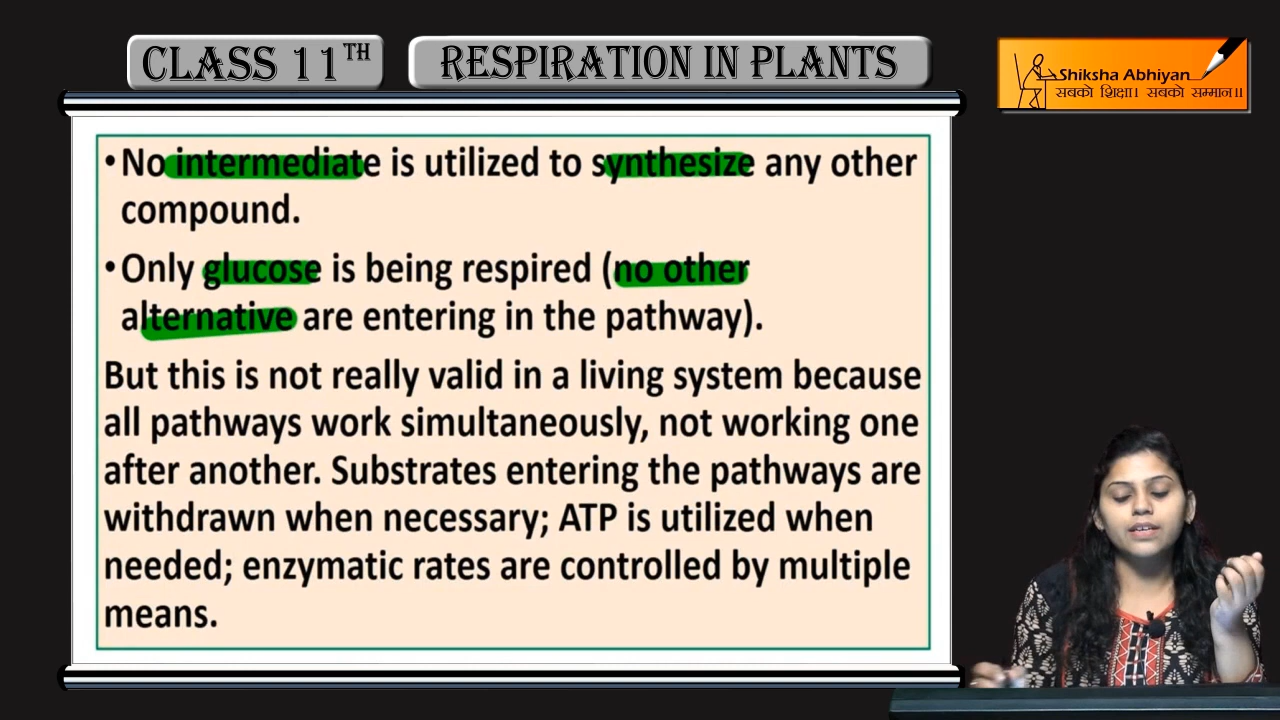 CLASS 11TH
RESPIRATION IN PLANTS
Shiksha Abhiyan
सबको शिक्षा। सबको सम्मान॥
• No intermediate is utilized to synthesize any other
compound.
• Only glucose is being respired (no other
alternative are entering in the pathway).
But this is not really valid in a living system because
all pathways work simultaneously, not working one
after another. Substrates entering the pathways are
withdrawn when necessary; ATP is utilized when
needed; enzymatic rates are controlled by multiple
means.